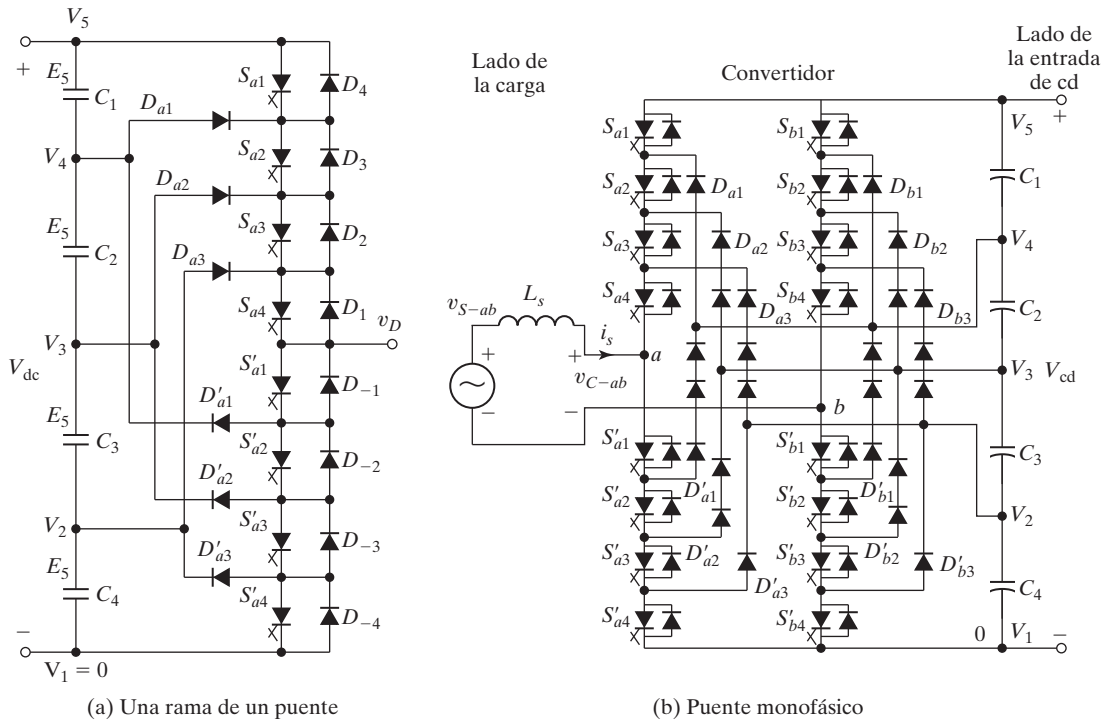 V5
+
E5
C1
Sa1
D4
Da1
V4
Sa2
D3
Da2
E5
C2
Sa3
D2
Da3
Sa4
D1
vD
V3
Vdc
S′a1
D−1
D′a1
E5
C3
S′a2
D−2
D′a2
V2
S′a3
D−3
D′a3
E5
C4
S′a4
D−4
−
V1 = 0
(a) Una rama de un puente
Lado de
la carga
Convertidor
Lado de
la entrada
de cd
Sa1
Sb1
V5
+
Sa2
Da1
Sb2
Db1
C1
Sa3
Da2
Sb3
Db2
V4
Sa4
Da3
Sb4
Db3
C2
vS−ab
Ls
is
+
+
a
vC−ab
V3
Vcd
−
−
b
S′a1
S′b1
C3
S′a2
D′a1
S′b2
D′b1
V2
S′a3
D′a2
S′b3
D′b2
D′a3
D′b3
C4
S′a4
S′b4
0
V1
−
(b) Puente monofásico